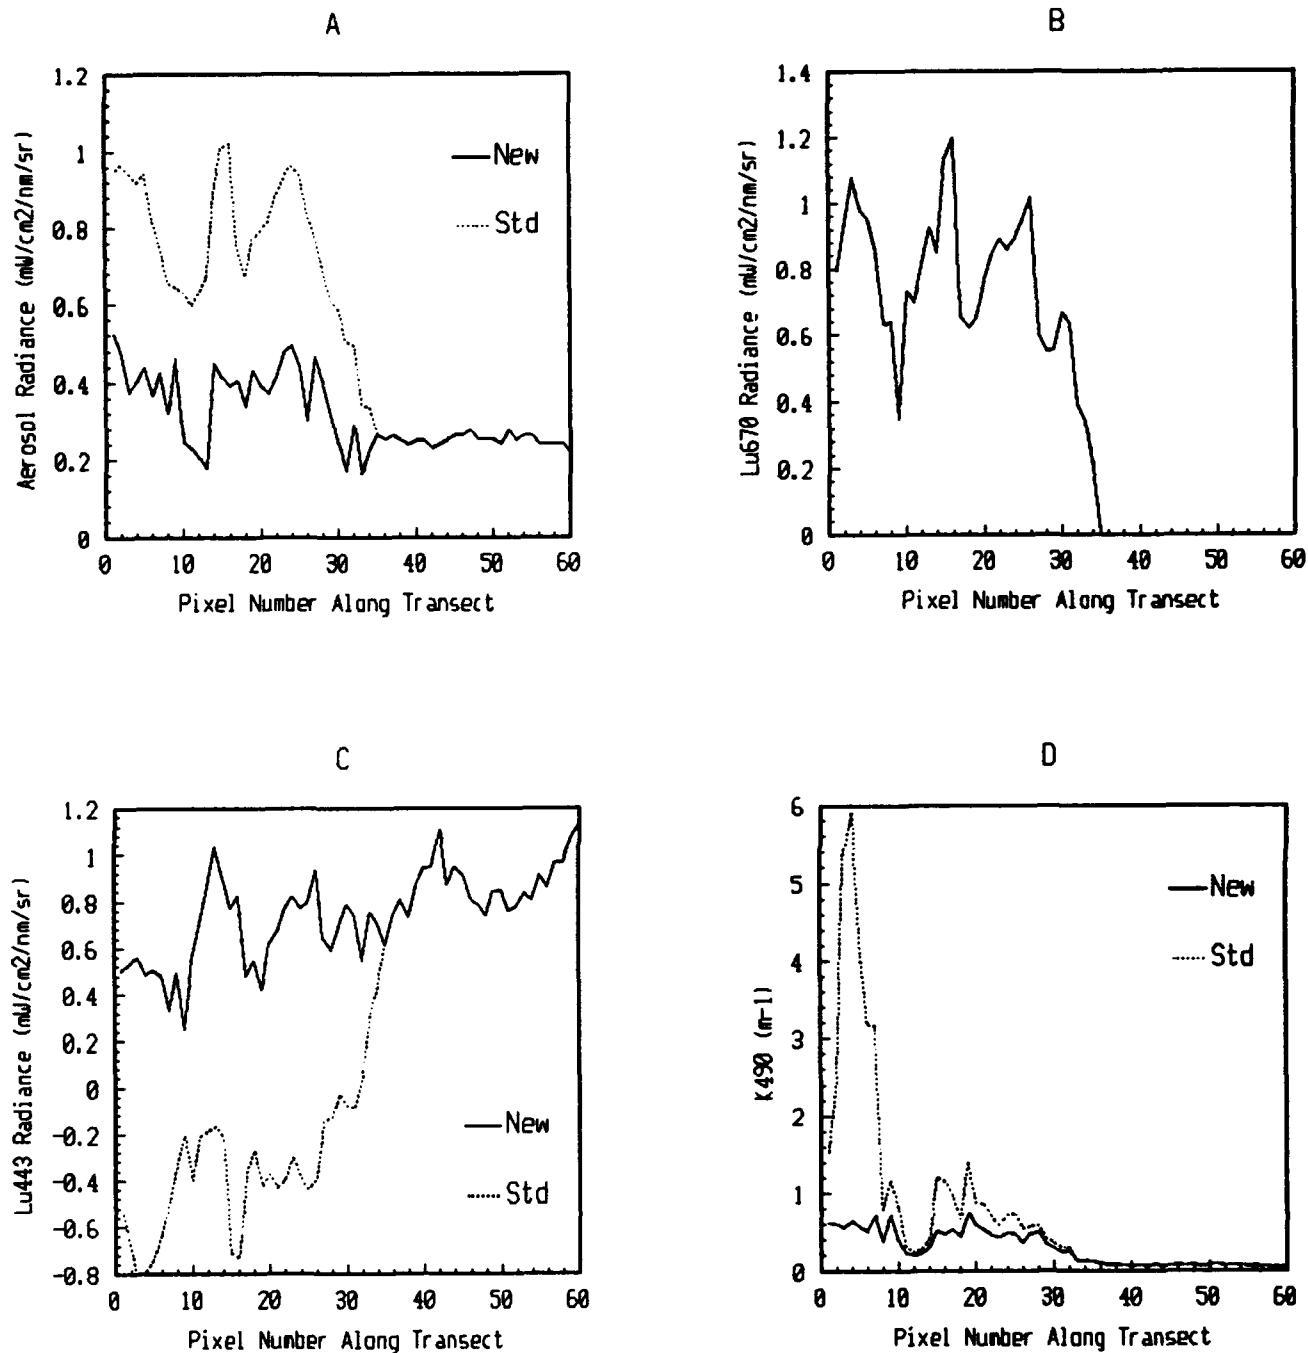 A
Aerosol Radiance (mW/cm2/nm/sr)
1.2
1
0.8
0.6
0.4
0.2
0
New
Std
0 10 20 30 40 50 60
Pixel Number Along Transect
B
Lu670 Radiance (mW/cm2/nm/sr)
1.4
1.2
1
0.8
0.6
0.4
0.2
0
0 10 20 30 40 50 60
Pixel Number Along Transect
C
Lu443 Radiance (mW/cm2/nm/sr)
1.2
1
0.8
0.6
0.4
0.2
0
-0.2
-0.4
-0.6
-0.8
New
Std
0 10 20 30 40 50 60
Pixel Number Along Transect
D
K490 (m-1)
6
5
4
3
2
1
0
New
Std
0 10 20 30 40 50 60
Pixel Number Along Transect